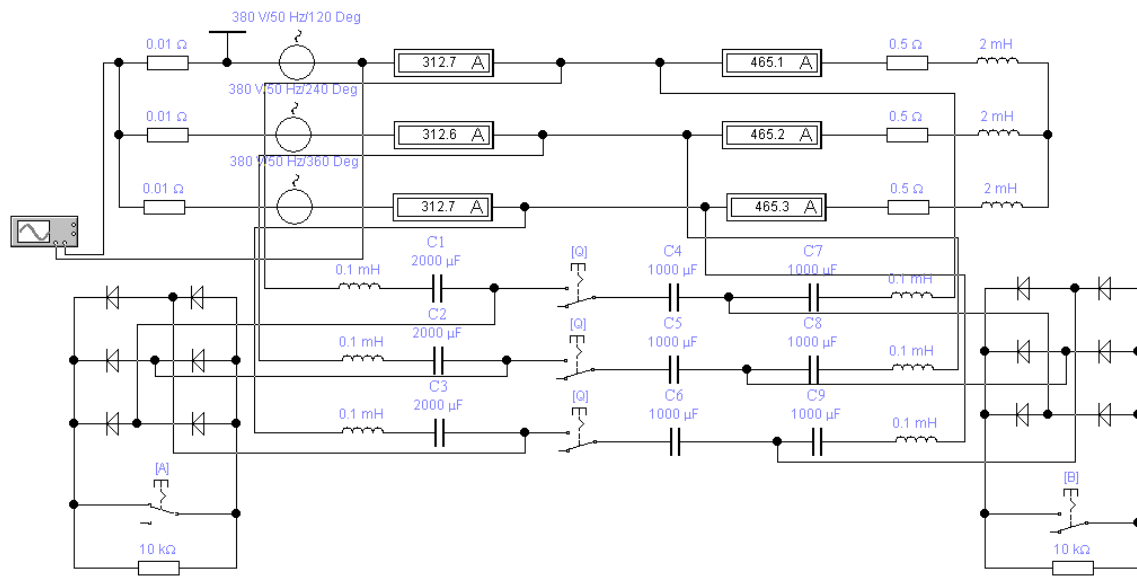 380 V/50 Hz/120 Deg
0.01 Ω
312.7 A
465.1 A
0.5 Ω
2 mH
380 V/50 Hz/240 Deg
0.01 Ω
312.6 A
465.2 A
0.5 Ω
2 mH
380 V/50 Hz/360 Deg
0.01 Ω
312.7 A
465.3 A
0.5 Ω
2 mH
C1
2000 µF
0.1 mH
[Q]
C4
1000 µF
C7
1000 µF
0.1 mH
C2
2000 µF
0.1 mH
[Q]
C5
1000 µF
C8
1000 µF
0.1 mH
C3
2000 µF
0.1 mH
[Q]
C6
1000 µF
C9
1000 µF
0.1 mH
[A]
[B]
10 kΩ
10 kΩ